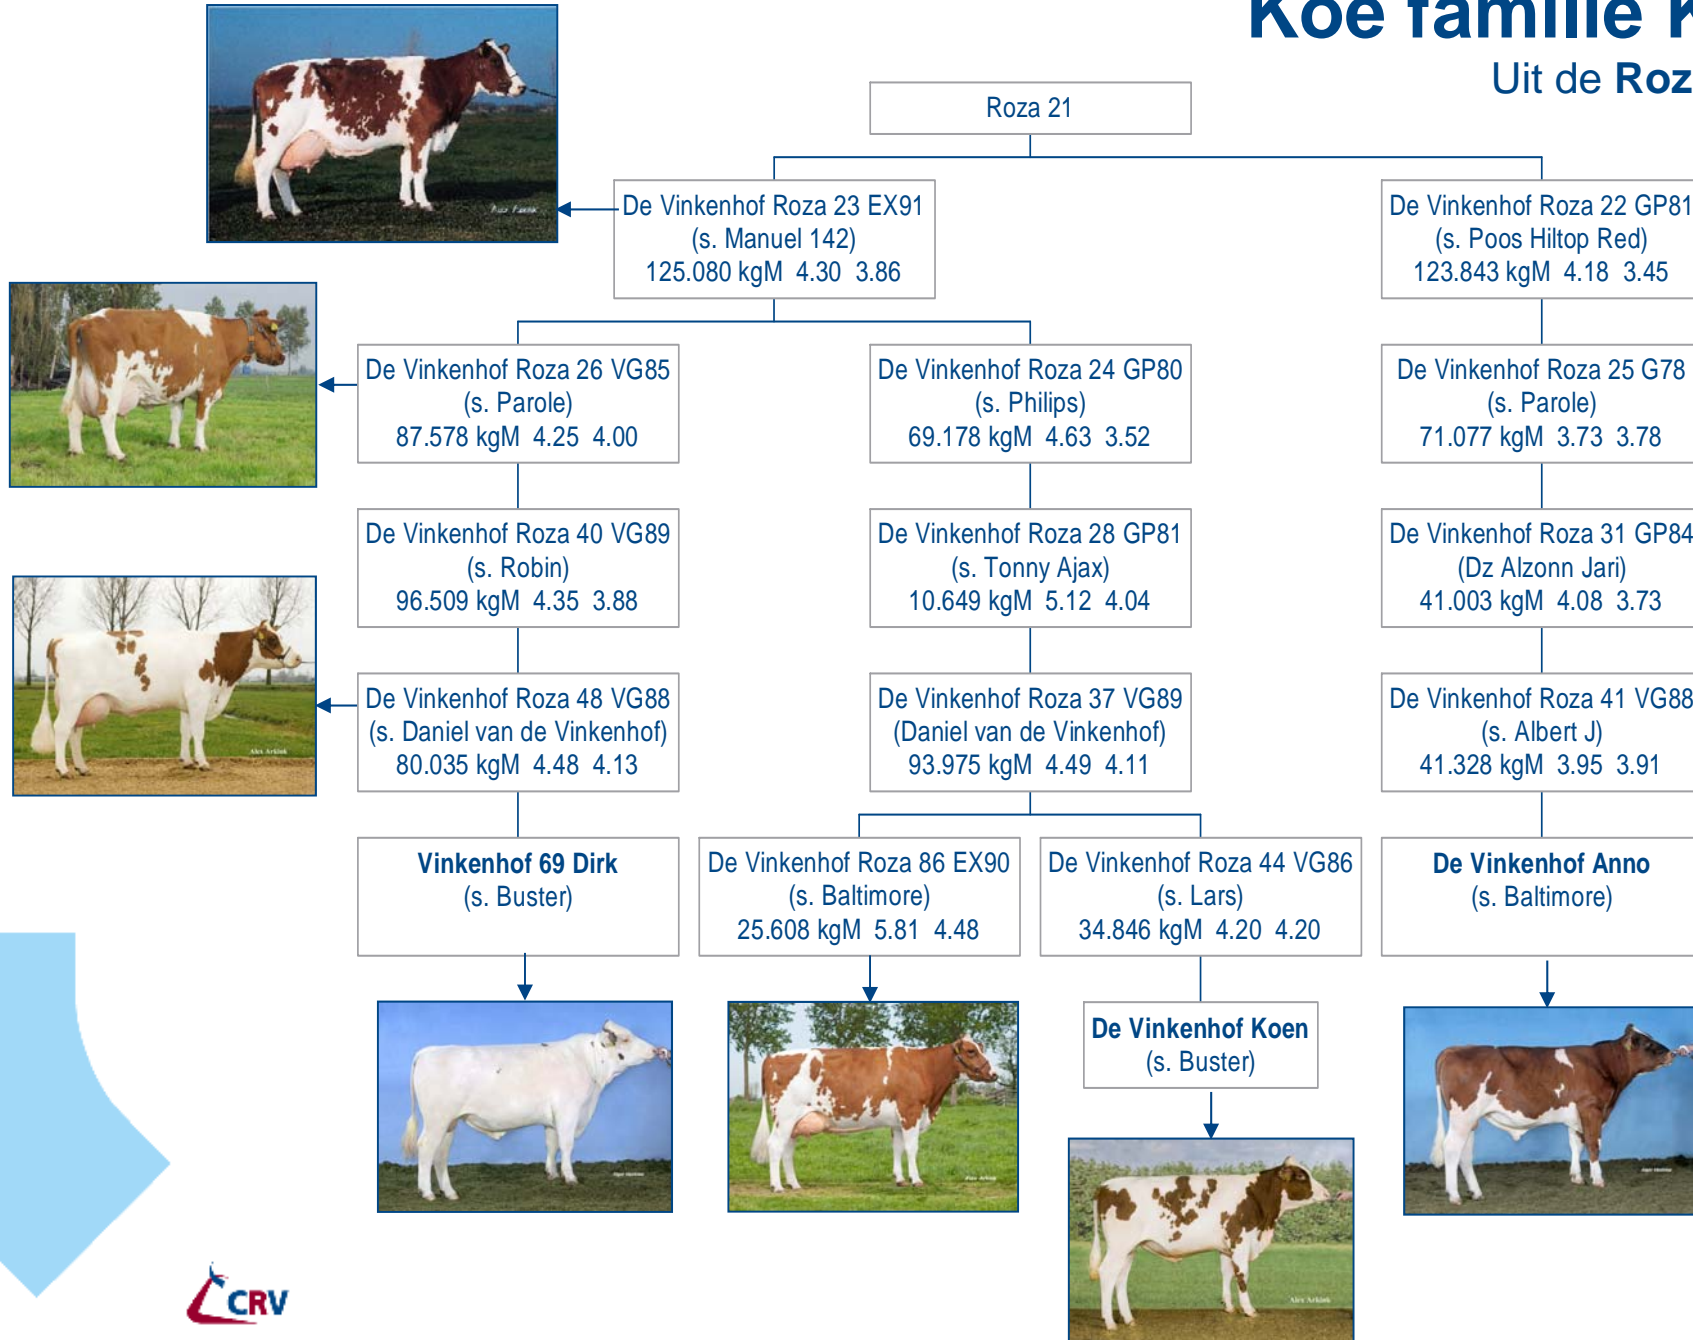 Koe familie K
Uit de Roz
Roza 21
De Vinkenhof Roza 23 EX91
(s. Manuel 142)
125.080 kgM 4.30 3.86
De Vinkenhof Roza 22 GP81
(s. Poos Hiltop Red)
123.843 kgM 4.18 3.45
De Vinkenhof Roza 26 VG85
(s. Parole)
87.578 kgM 4.25 4.00
De Vinkenhof Roza 24 GP80
(s. Philips)
69.178 kgM 4.63 3.52
De Vinkenhof Roza 25 G78
(s. Parole)
71.077 kgM 3.73 3.78
De Vinkenhof Roza 40 VG89
(s. Robin)
96.509 kgM 4.35 3.88
De Vinkenhof Roza 28 GP81
(s. Tonny Ajax)
10.649 kgM 5.12 4.04
De Vinkenhof Roza 31 GP84
(Dz Alzonn Jari)
41.003 kgM 4.08 3.73
De Vinkenhof Roza 48 VG88
(s. Daniel van de Vinkenhof)
80.035 kgM 4.48 4.13
De Vinkenhof Roza 37 VG89
(Daniel van de Vinkenhof)
93.975 kgM 4.49 4.11
De Vinkenhof Roza 41 VG88
(s. Albert J)
41.328 kgM 3.95 3.91
Vinkenhof 69 Dirk
(s. Buster)
De Vinkenhof Roza 86 EX90
(s. Baltimore)
25.608 kgM 5.81 4.48
De Vinkenhof Roza 44 VG86
(s. Lars)
34.846 kgM 4.20 4.20
De Vinkenhof Anno
(s. Baltimore)
De Vinkenhof Koen
(s. Buster)
Alex Arkink
Alex Arkink
Alex Arkink
CRV